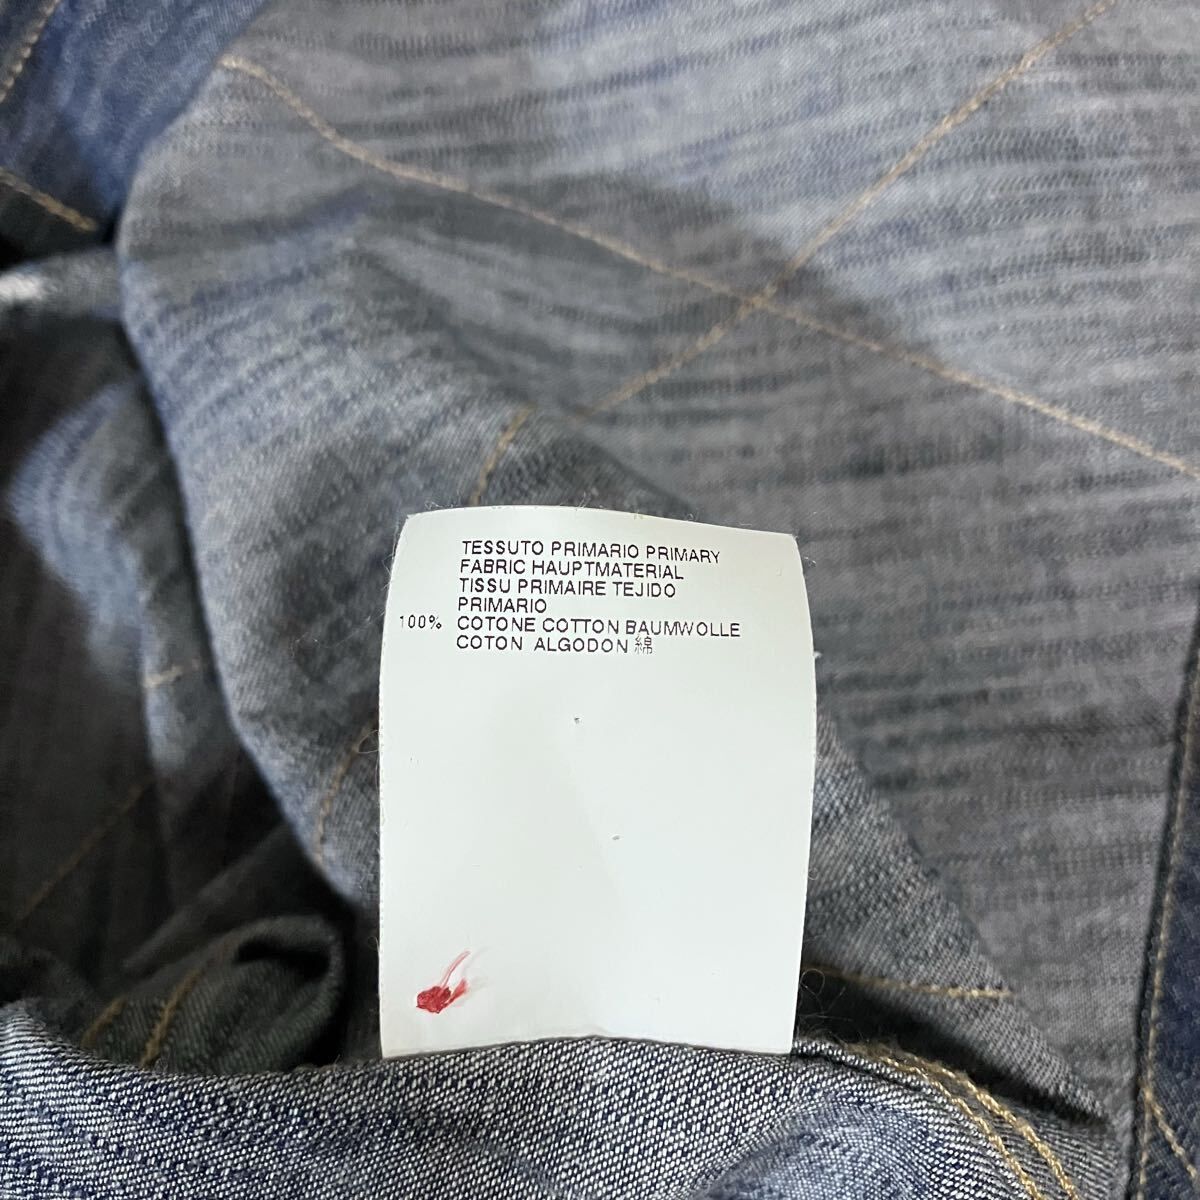 TESSUTO PRIMARIO PRIMARY
FABRIC HAUPTMATERIAL
TISSU PRIMAIRE TEJIDO
PRIMARIO
100% COTONE COTTON BAUMWOLLE
COTON ALGODON 綿